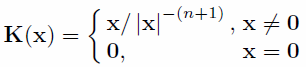 K(x) = { x/|x|^{-(n+1)}, x ≠ 0
0, x = 0